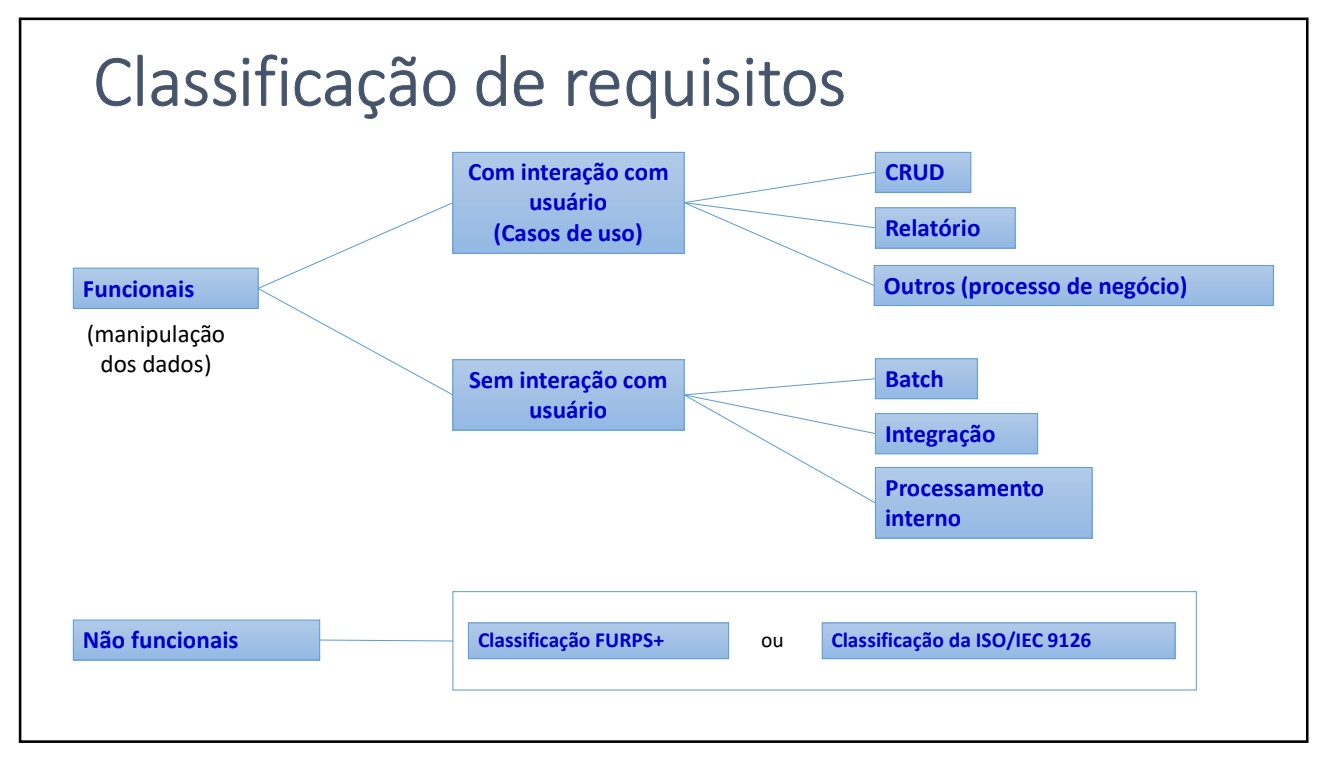 Classificação de requisitos
Funcionais
(manipulação
dos dados)
Com interação com
usuário
(Casos de uso)
CRUD
Relatório
Outros (processo de negócio)
Sem interação com
usuário
Batch
Integração
Processamento
interno
Não funcionais
Classificação FURPS+
ou
Classificação da ISO/IEC 9126